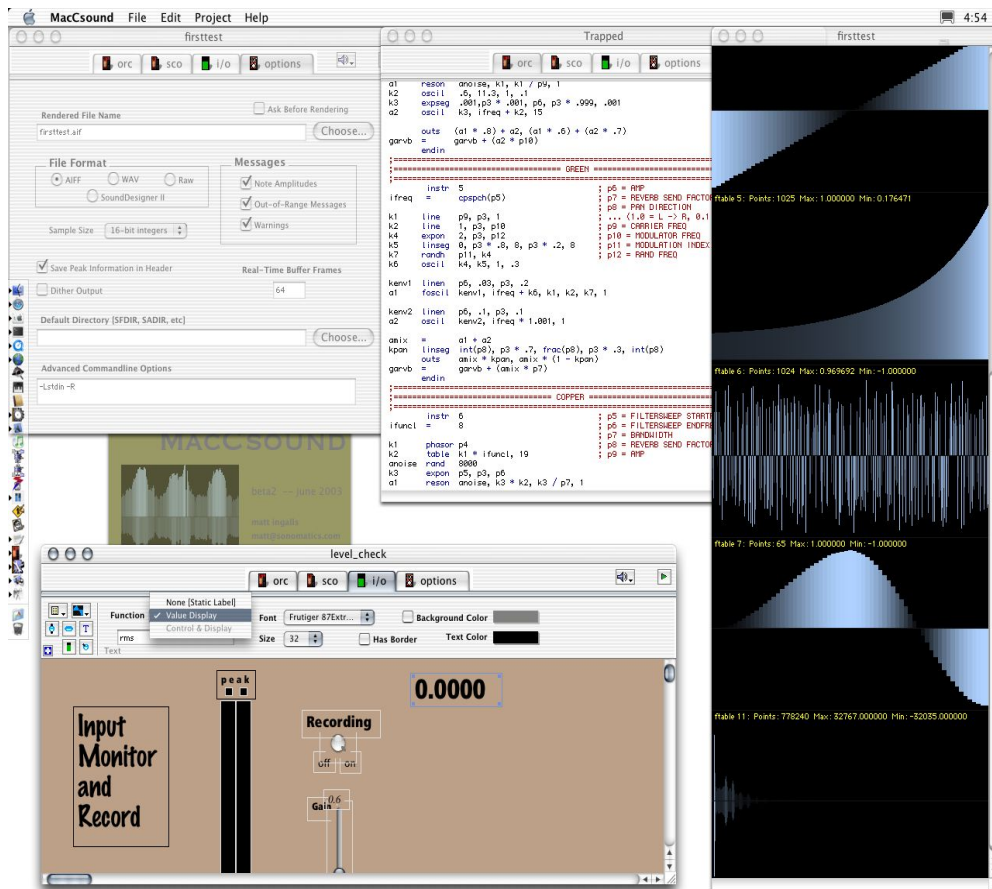 MacCsound File Edit Project Help 4:54
firsttest
orc sco i/o options
Ask Before Rendering
Rendered File Name
firsttest.aif Choose...
File Format
AIFF WAV Raw
SoundDesigner II
Messages
Note Amplitudes
Out-of-Range Messages
Warnings
Sample Size 16-bit integers
Save Peak Information in Header
Real-Time Buffer Frames
Dither Output 64
Default Directory [SFDIR, SADIR, etc]
Choose...
Advanced Commandline Options
-Lstdin -R
MACCSOUND
beta2 -- june 2003
matt ingalls
matt@sonomatics.com
Trapped
orc sco i/o options
a1 reson anoise, k1, k1 / p9, 1
k2 oscil .6, 11.3, 1, .1
k3 expseg .001,p3 * .001, p6, p3 * .999, .001
a2 oscil k3, ifreq + k2, 15
outs (a1 * .8) + a2, (a1 * .6) + (a2 * .7)
garvb = garvb + (a2 * p10)
endin
;============================== GREEN ==============================
instr 5 ; p6 = AMP
ifreq = cpspch(p5) ; p7 = REVERB SEND FACTOR
; p8 = PAN DIRECTION
k1 line p9, p3, 1 ; ... (1.0 = L -> R, 0.1
k2 line 1, p3, p10 ; p9 = CARRIER FREQ
k4 expon 2, p3, p12 ; p10 = MODULATOR FREQ
k5 linseg 0, p3 * .8, 8, p3 * .2, 8 ; p11 = MODULATION INDEX
k7 randh p11, k4 ; p12 = RAND FREQ
k6 oscil k4, k5, 1, .3
kenv1 linen p6, .03, p3, .2
a1 foscil kenv1, ifreq + k6, k1, k2, k7, 1
kenv2 linen p6, .1, p3, .1
a2 oscil kenv2, ifreq * 1.001, 1
amix = a1 + a2
kpan linseg int(p8), p3 * .7, frac(p8), p3 * .3, int(p8)
outs amix * kpan, amix * (1 - kpan)
garvb = garvb + (amix * p7)
endin
;============================== COPPER ==============================
instr 6 ; p5 = FILTERSWEEP STARTF
ifuncl = 8 ; p6 = FILTERSWEEP ENDFRE
; p7 = BANDWIDTH
k1 phasor p4 ; p8 = REVERB SEND FACTOR
k2 table k1 * ifuncl, 19 ; p9 = AMP
anoise rand 8000
k3 expon p5, p3, p6
a1 reson anoise, k3 * k2, k3 / p7, 1
firsttest
ftable 5: Points: 1025 Max: 1.000000 Min: 0.176471
ftable 6: Points: 1024 Max: 0.969692 Min: -1.000000
ftable 7: Points: 65 Max: 1.000000 Min: -1.000000
ftable 11: Points: 778240 Max: 32767.000000 Min: -32035.000000
level_check
orc sco i/o options
Function
None [Static Label]
Value Display
Control & Display
rms
Text
Font Frutiger 87Extr...
Size 32
Background Color
Has Border
Text Color
peak
0.0000
Input
Monitor
and
Record
Recording
off on
Gain 0.6